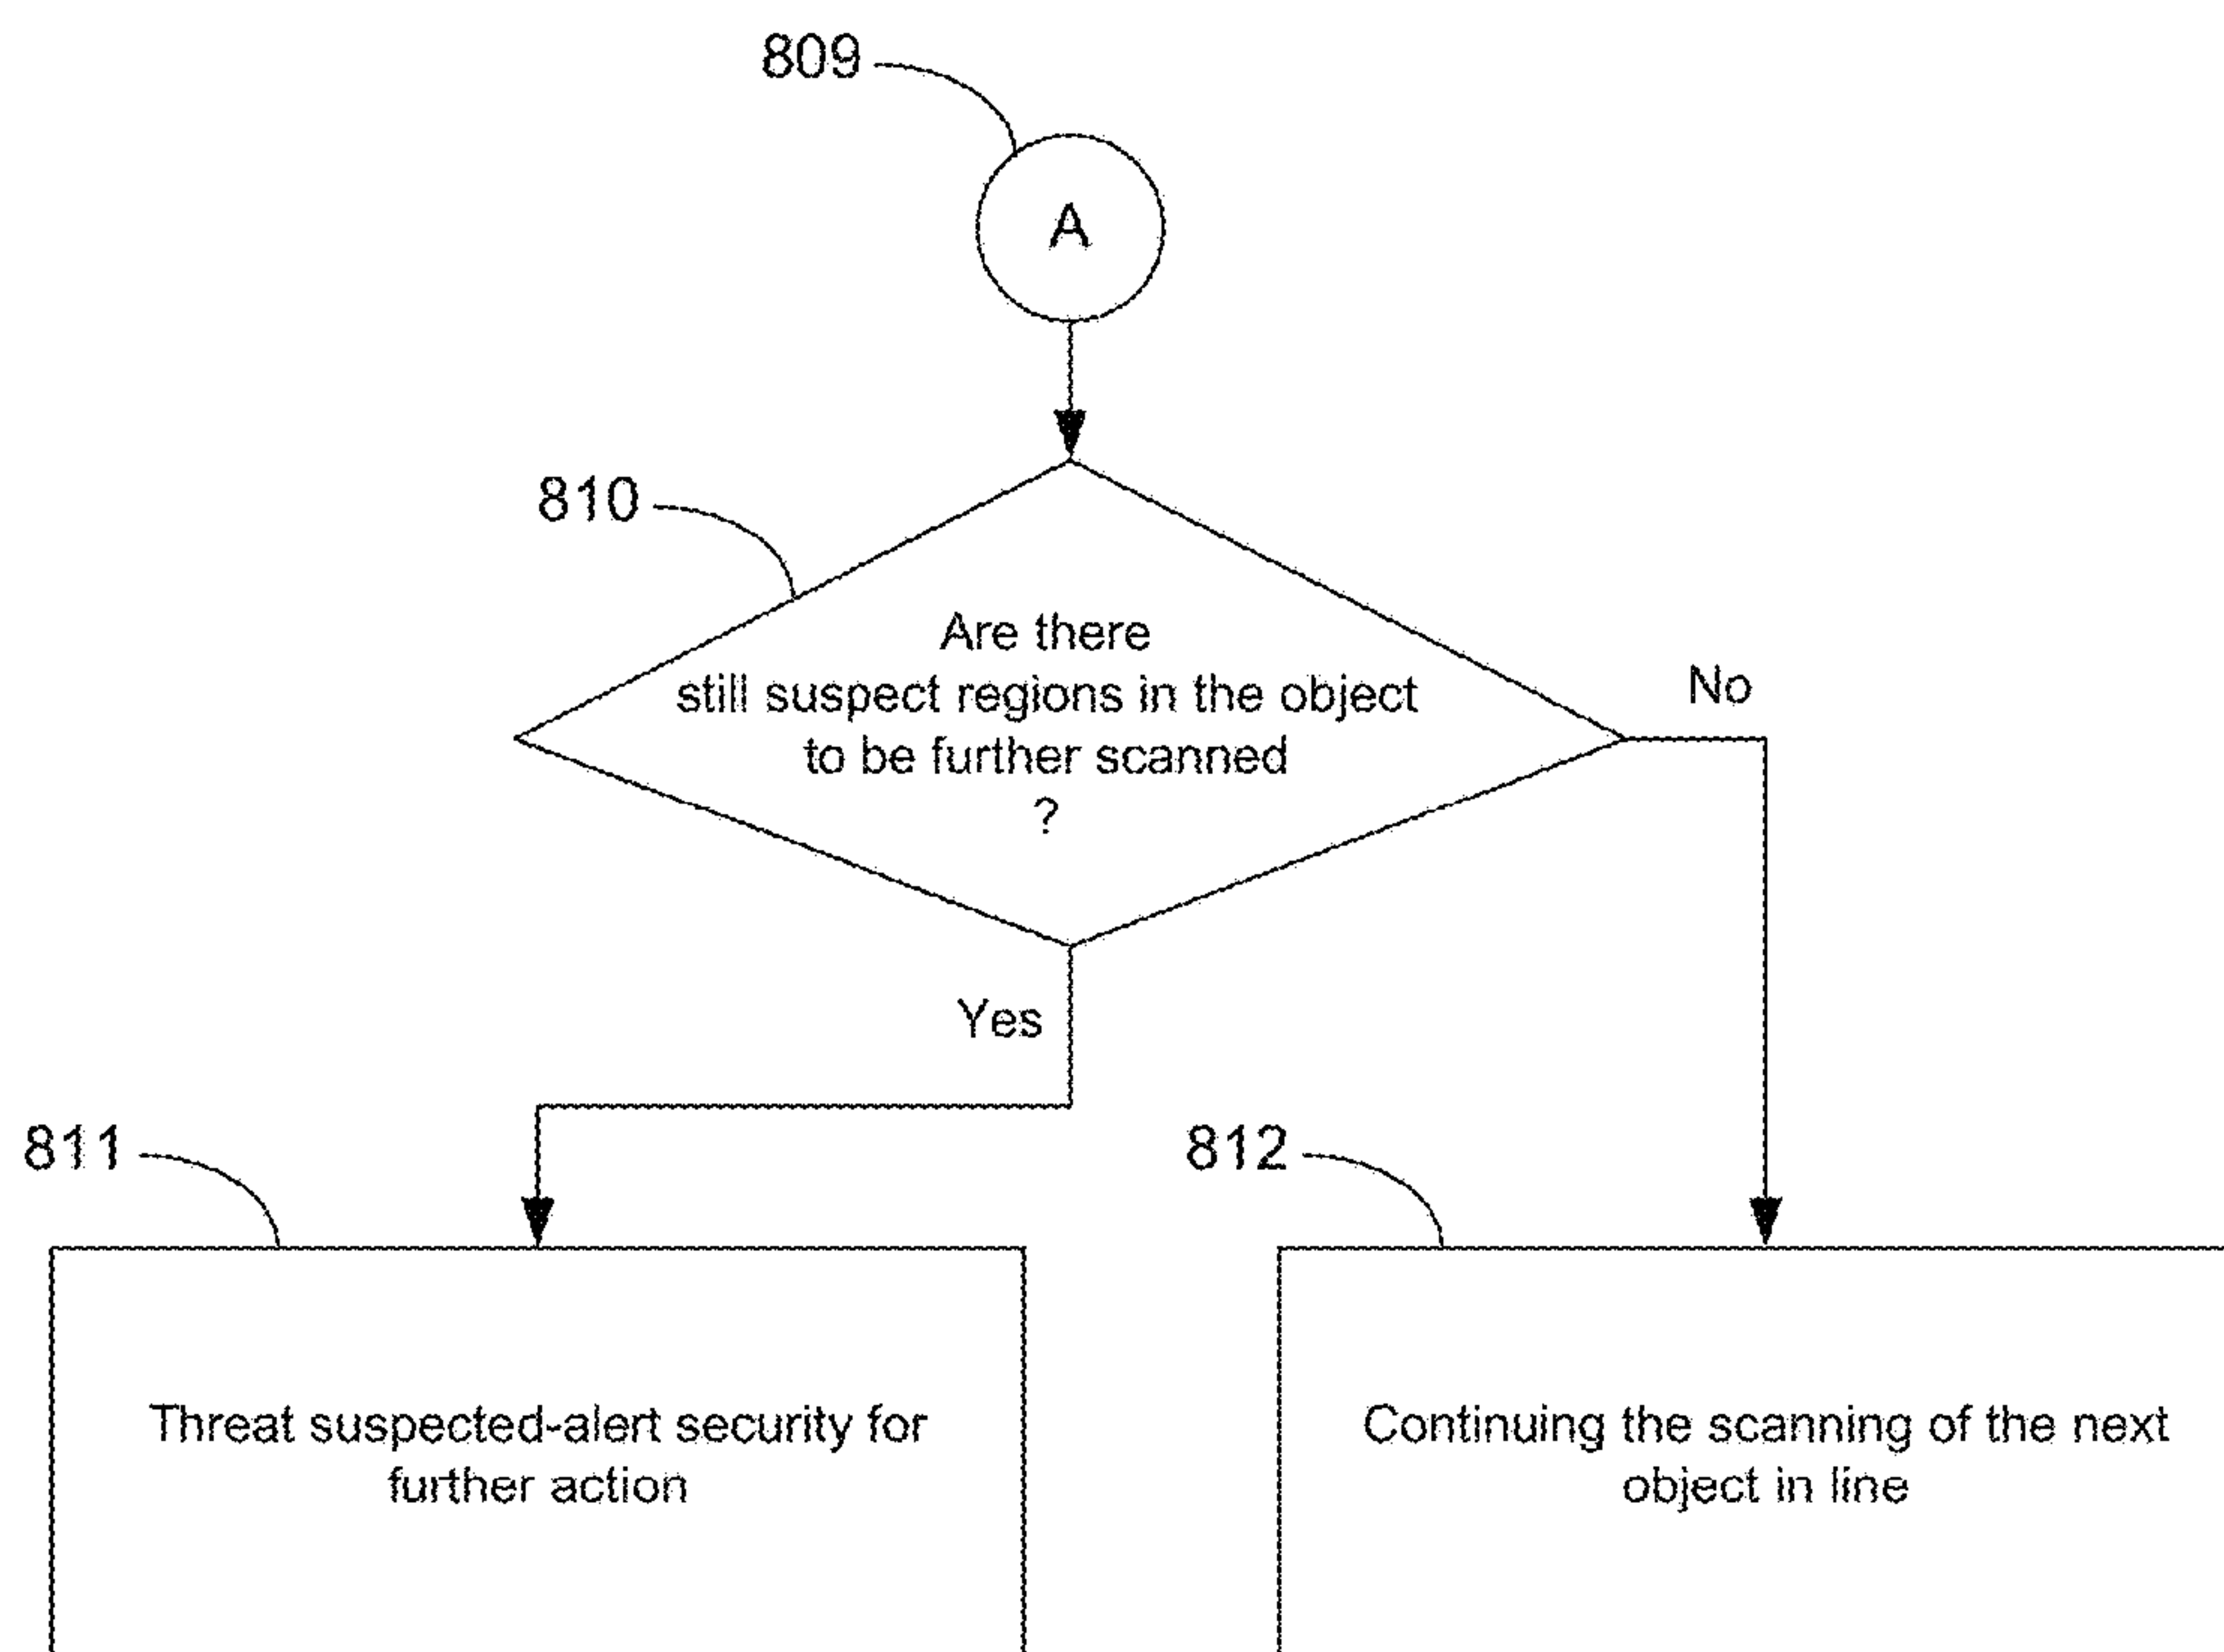 809
A
810
Are there
still suspect regions in the object
to be further scanned
?
No
Yes
811
812
Threat suspected-alert security for
further action
Continuing the scanning of the next
object in line